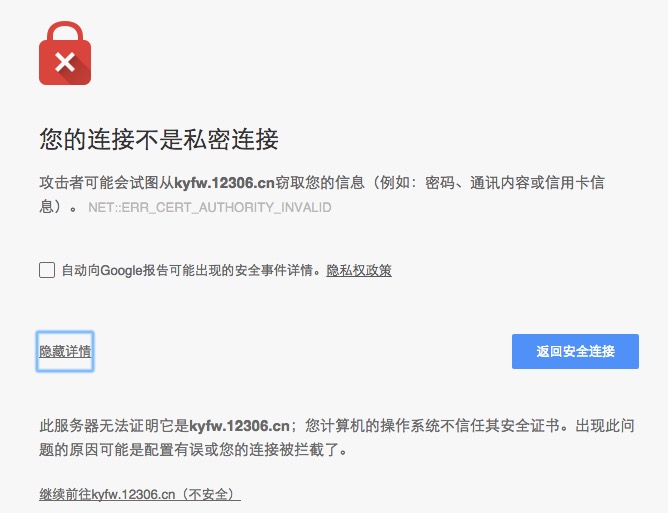 您的连接不是私密连接
攻击者可能会试图从kyfw.12306.cn窃取您的信息（例如：密码、通讯内容或信用卡信
息）。 NET::ERR_CERT_AUTHORITY_INVALID
自动向Google报告可能出现的安全事件详情。隐私权政策
隐藏详情
返回安全连接
此服务器无法证明它是kyfw.12306.cn；您计算机的操作系统不信任其安全证书。出现此问
题的原因可能是配置有误或您的连接被拦截了。
继续前往kyfw.12306.cn（不安全）